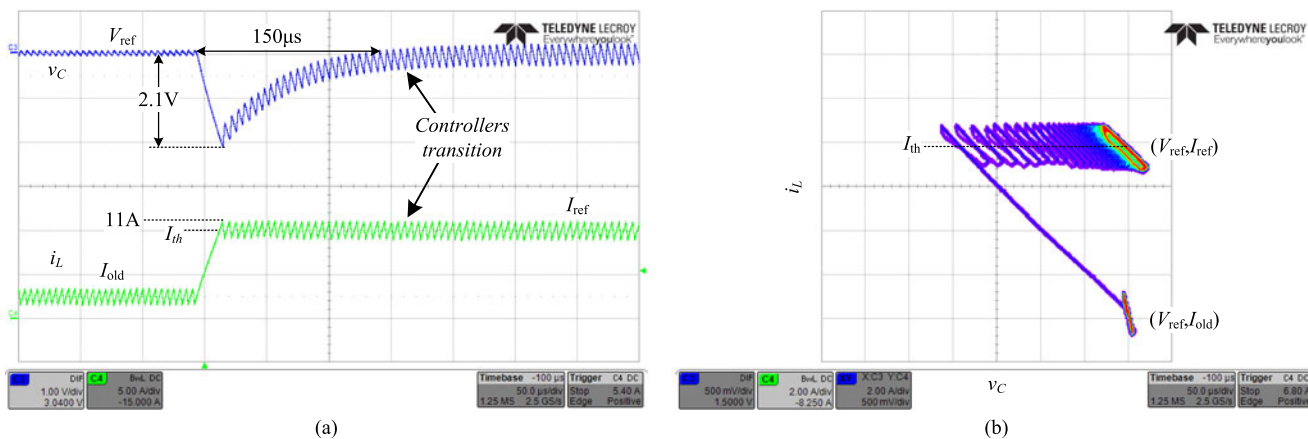 TELEDYNE LECROY
Everywhereyoulook™
C3
Vref
150µs
vC
2.1V
Controllers
transition
11A
Ith
Iref
iL
Iold
C4
C3 DIF
1.00 V/div
3.0400 V
C4 BwL DC
5.00 A/div
-15.000 A
Timebase -100 µs
50.0 µs/div
1.25 MS 2.5 GS/s
Trigger C4 DC
Stop 5.40 A
Edge Positive
(a)
TELEDYNE LECROY
Everywhereyoulook™
Ith
(Vref,Iref)
iL
(Vref,Iold)
DIF
500 mV/div
1.5000 V
C4 BwL DC
2.00 A/div
-8.250 A
X:C3 Y:C4
2.00 A/div
500 mV/div
vC
Timebase -100 µs
50.0 µs/div
1.25 MS 2.5 GS/s
Trigger C4 DC
Stop 6.80 A
Edge Positive
(b)